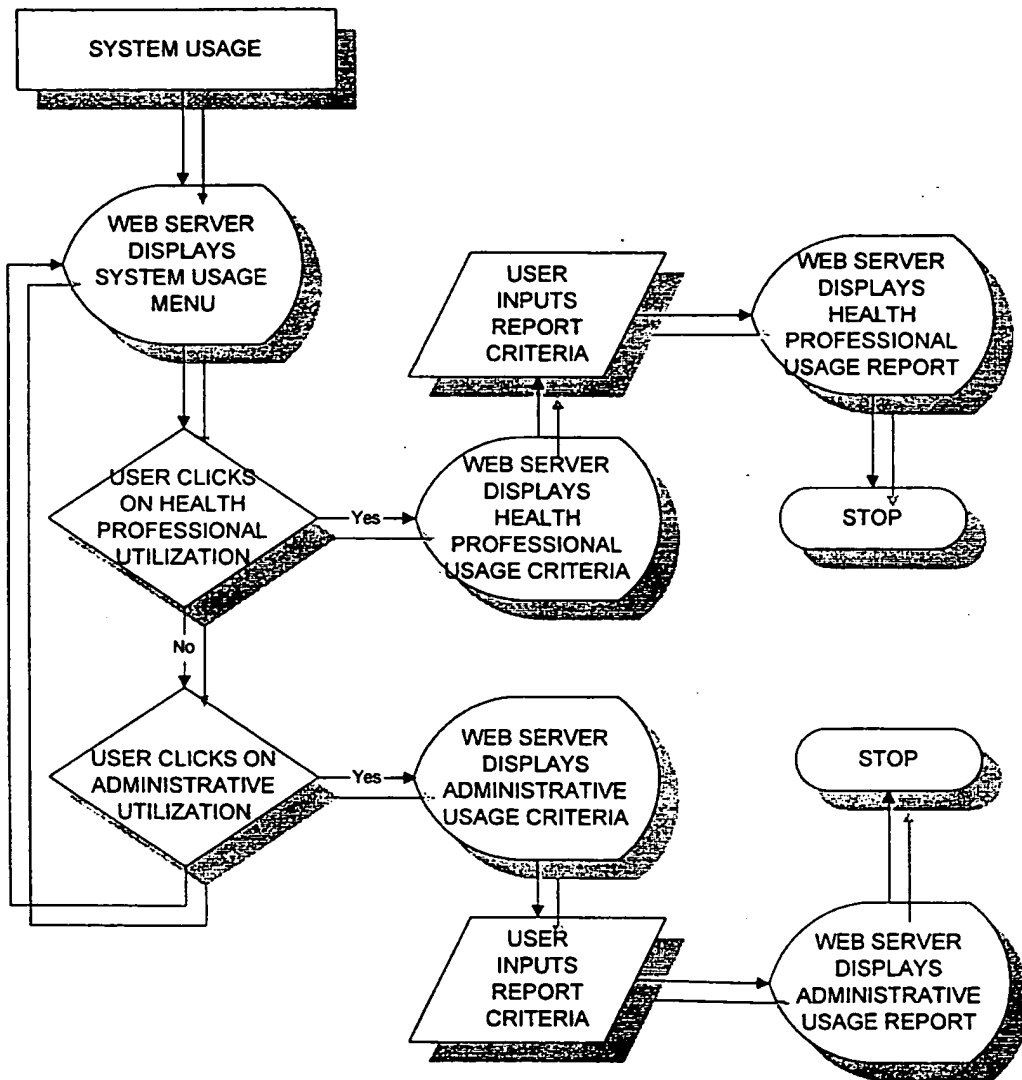 SYSTEM USAGE
WEB SERVER
DISPLAYS
SYSTEM USAGE
MENU
USER CLICKS
ON HEALTH
PROFESSIONAL
UTILIZATION
Yes
WEB SERVER
DISPLAYS
HEALTH
PROFESSIONAL
USAGE CRITERIA
USER
INPUTS
REPORT
CRITERIA
WEB SERVER
DISPLAYS
HEALTH
PROFESSIONAL
USAGE REPORT
STOP
No
USER CLICKS ON
ADMINISTRATIVE
UTILIZATION
Yes
WEB SERVER
DISPLAYS
ADMINISTRATIVE
USAGE CRITERIA
USER
INPUTS
REPORT
CRITERIA
WEB SERVER
DISPLAYS
ADMINISTRATIVE
USAGE REPORT
STOP